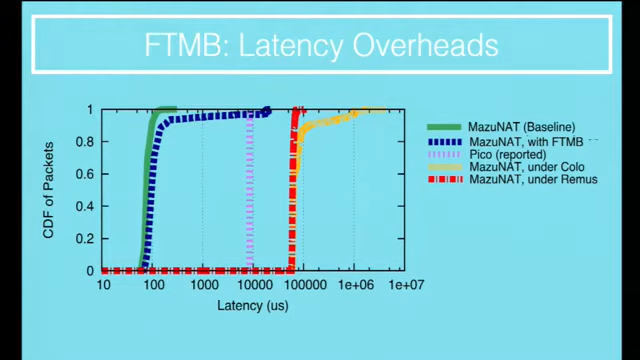 FTMB: Latency Overheads
CDF of Packets
1
0.8
0.6
0.4
0.2
0
10 100 1000 10000 100000 1e+06 1e+07
Latency (us)
MazuNAT (Baseline)
MazuNAT, with FTMB
Pico (reported)
MazuNAT, under Colo
MazuNAT, under Remus